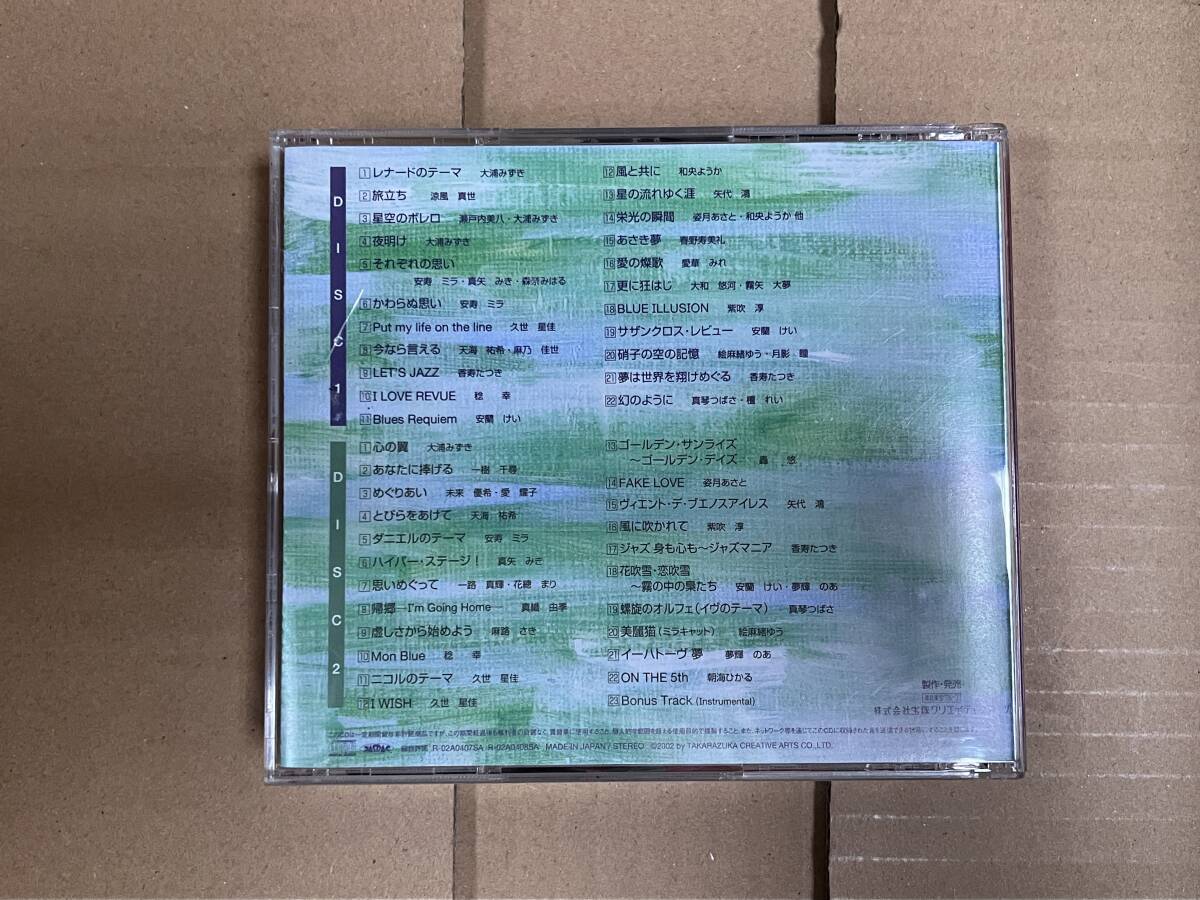 DISC 1
1 レナードのテーマ 大浦みずき
2 旅立ち 涼風 真世
3 星空のボレロ 瀬戸内美八・大浦みずき
4 夜明け 大浦みずき
5 それぞれの思い
安寿 ミラ・真矢 みき・森奈みはる
6 かわらぬ思い 安寿 ミラ
7 Put my life on the line 久世 星佳
8 今なら言える 天海 祐希・麻乃 佳世
9 LET'S JAZZ 香寿たつき
10 I LOVE REVUE 稔 幸
11 Blues Requiem 安蘭 けい
12 風と共に 和央ようか
13 星の流れゆく涯 矢代 鴻
14 栄光の瞬間 姿月あさと・和央ようか 他
15 あさき夢 春野寿美礼
16 愛の燦歌 愛華 みれ
17 更に狂はじ 大和 悠河・霧矢 大夢
18 BLUE ILLUSION 紫吹 淳
19 サザンクロス・レビュー 安蘭 けい
20 硝子の空の記憶 絵麻緒ゆう・月影 瞳
21 夢は世界を翔けめぐる 香寿たつき
22 幻のように 真琴つばさ・檀 れい
DISC 2
1 心の翼 大浦みずき
2 あなたに捧げる 一樹 千尋
3 めぐりあい 未来 優希・愛 耀子
4 とびらをあけて 天海 祐希
5 ダニエルのテーマ 安寿 ミラ
6 ハイパー・ステージ! 真矢 みき
7 思いめぐって 一路 真輝・花總 まり
8 帰郷―I'm Going Home― 真織 由季
9 虚しさから始めよう 麻路 さき
10 Mon Blue 稔 幸
11 ニコルのテーマ 久世 星佳
12 I WISH 久世 星佳
13 ゴールデン・サンライズ
～ゴールデン・デイズ 轟 悠
14 FAKE LOVE 姿月あさと
15 ヴィエント・デ・ブエノスアイレス 矢代 鴻
16 風に吹かれて 紫吹 淳
17 ジャズ 身も心も～ジャズマニア 香寿たつき
18 花吹雪・恋吹雪
～霧の中の梟たち 安蘭 けい・夢輝 のあ
19 螺旋のオルフェ(イヴのテーマ) 真琴つばさ
20 美麗猫(ミラキャット) 絵麻緒ゆう
21 イーハトーヴ 夢 夢輝 のあ
22 ON THE 5th 朝海ひかる
23 Bonus Track (Instrumental)
製作・発売
株式会社宝塚クリエイティ
R-02A0407SA R-02A0408SA MADE IN JAPAN / STEREO ©2002 by TAKARAZUKA CREATIVE ARTS CO.,LTD.